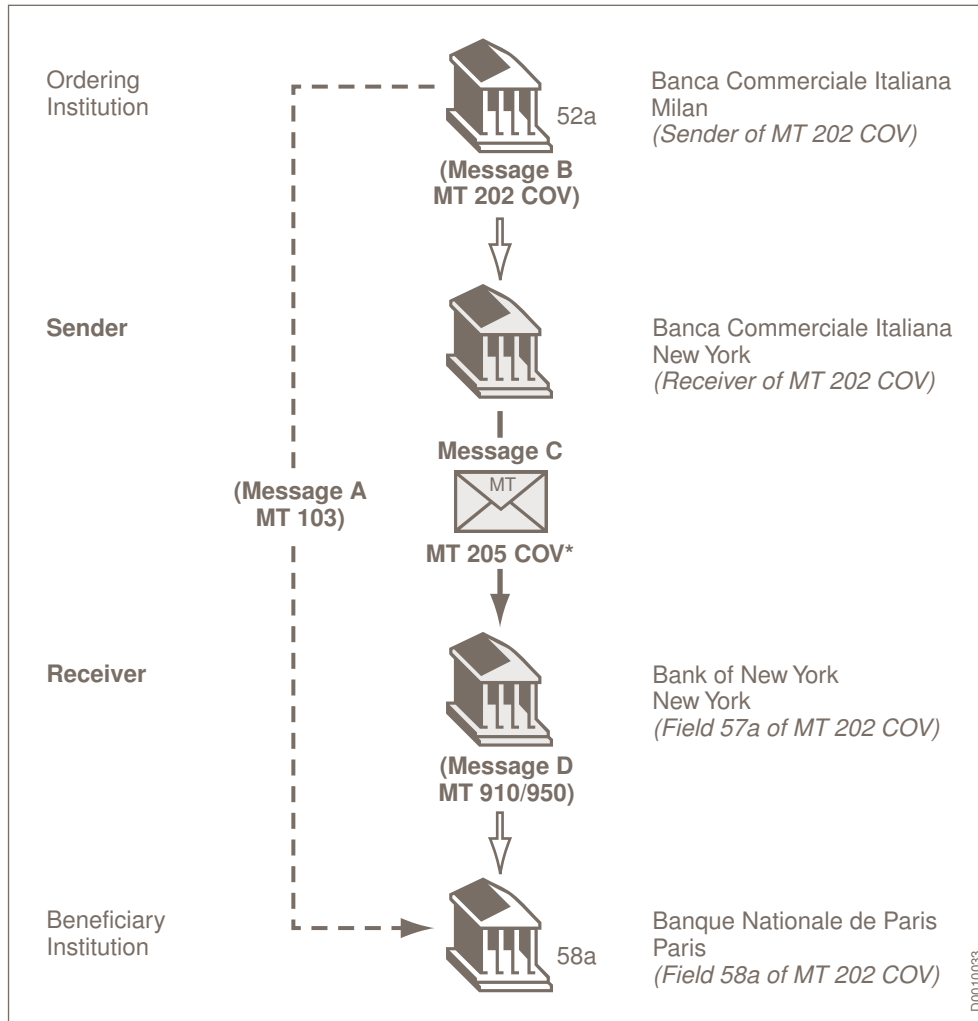 Ordering
Institution
52a
Banca Commerciale Italiana
Milan
(Sender of MT 202 COV)
(Message B
MT 202 COV)
Sender
Banca Commerciale Italiana
New York
(Receiver of MT 202 COV)
Message C
MT
(Message A
MT 103)
MT 205 COV*
Receiver
Bank of New York
New York
(Field 57a of MT 202 COV)
(Message D
MT 910/950)
Beneficiary
Institution
58a
Banque Nationale de Paris
Paris
(Field 58a of MT 202 COV)
D0010033